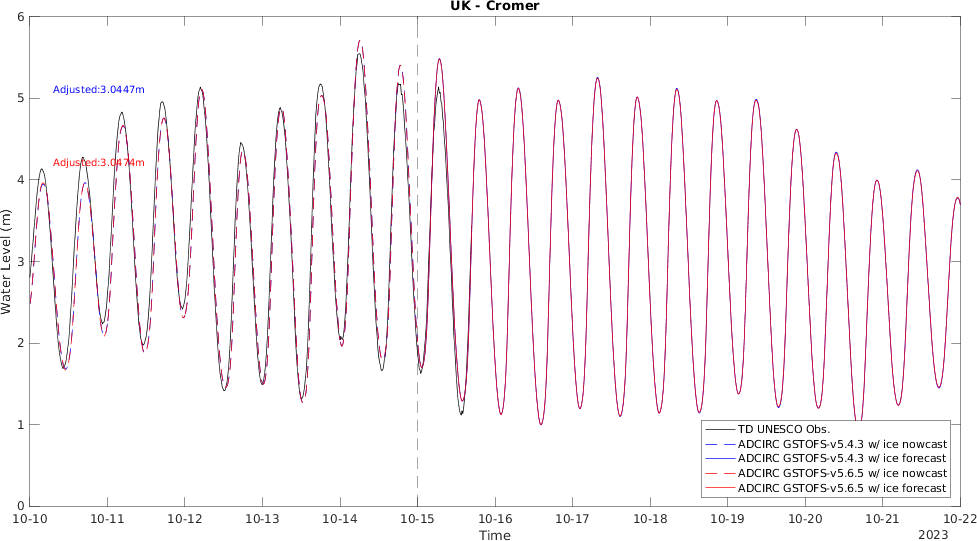 UK - Cromer
6
5
4
3
2
1
0
Water Level (m)
Adjusted:3.0447m
Adjusted:3.0474m
TD UNESCO Obs.
ADCIRC GSTOFS-v5.4.3 w/ ice nowcast
ADCIRC GSTOFS-v5.4.3 w/ ice forecast
ADCIRC GSTOFS-v5.6.5 w/ ice nowcast
ADCIRC GSTOFS-v5.6.5 w/ ice forecast
10-10 10-11 10-12 10-13 10-14 10-15 10-16 10-17 10-18 10-19 10-20 10-21 10-22
Time
2023